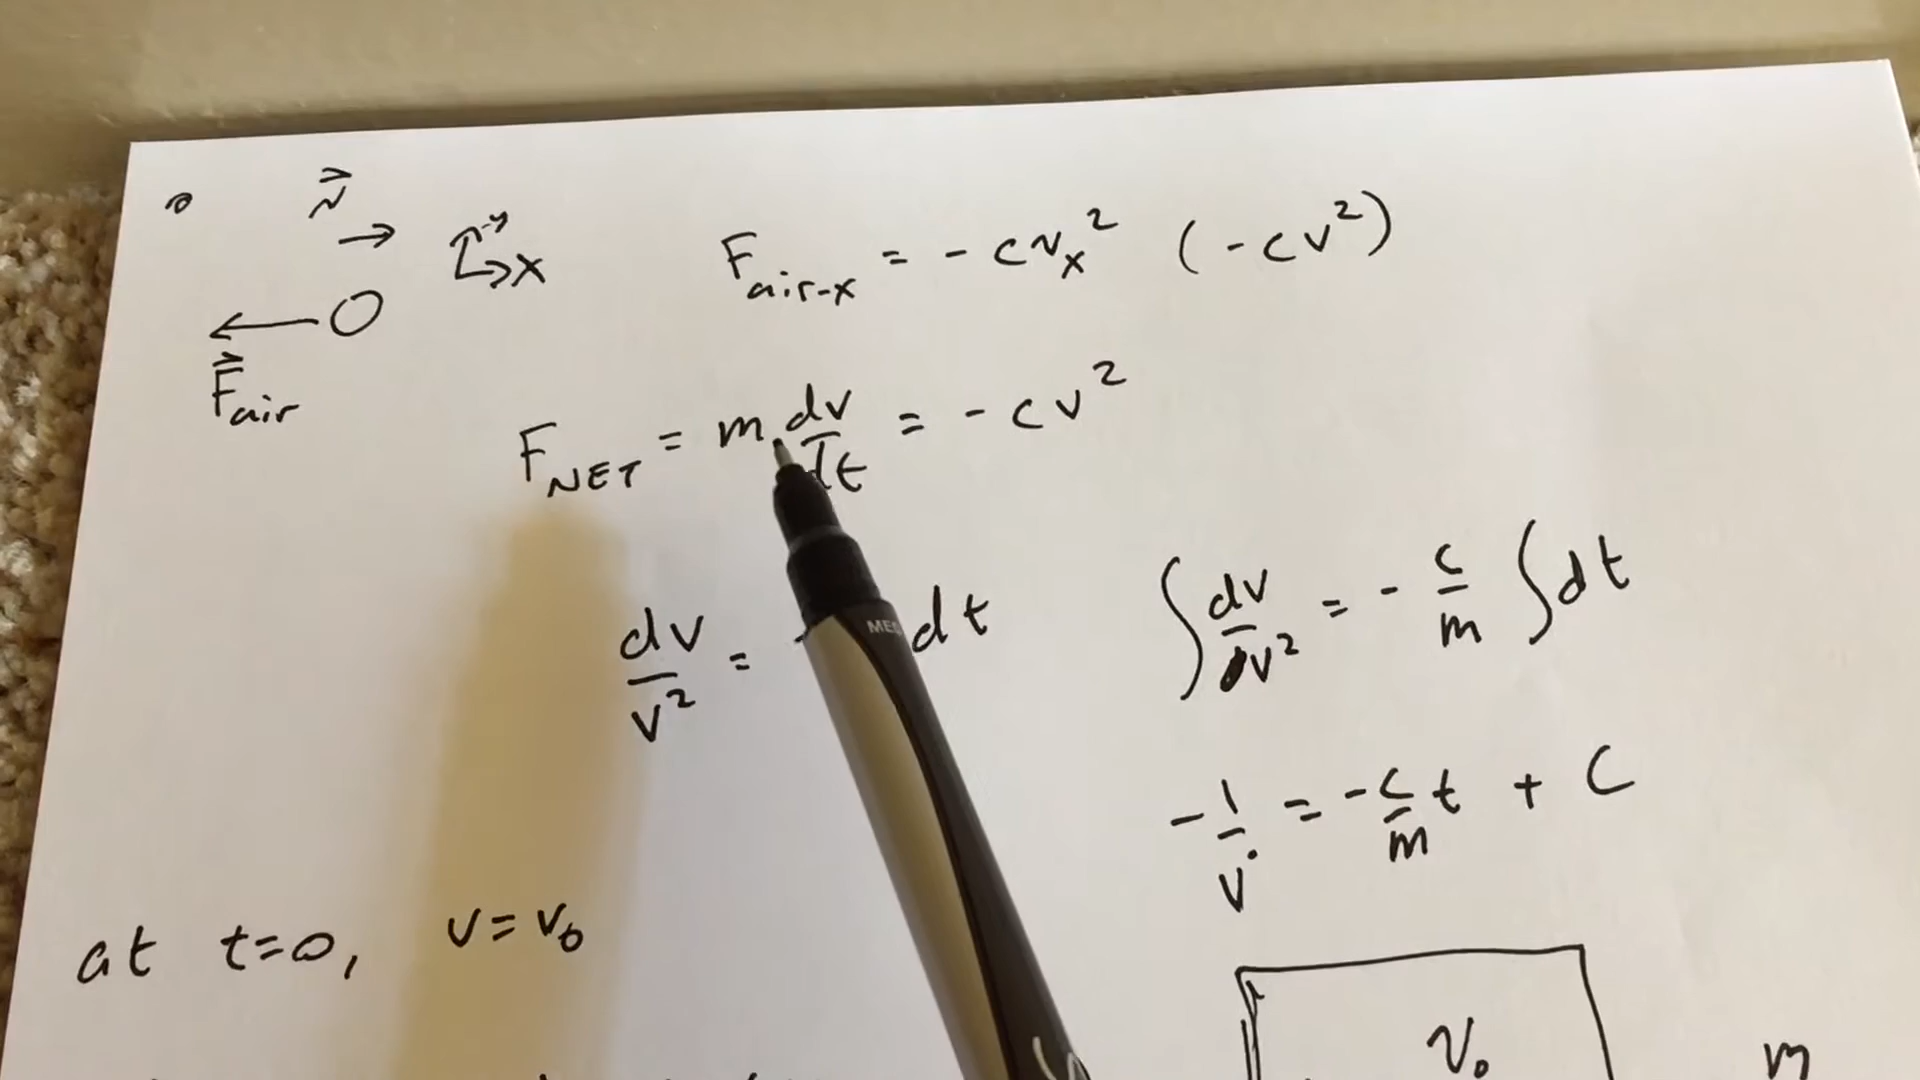 v⃗
y
x
F_air-x = -cv_x² (-cv²)
F⃗_air
F_NET = m dv/dt = -cv²
dv/v² = dt
∫dv/v² = -c/m ∫dt
-1/v = -c/m t + C
at t=0, v=v₀
v₀
m